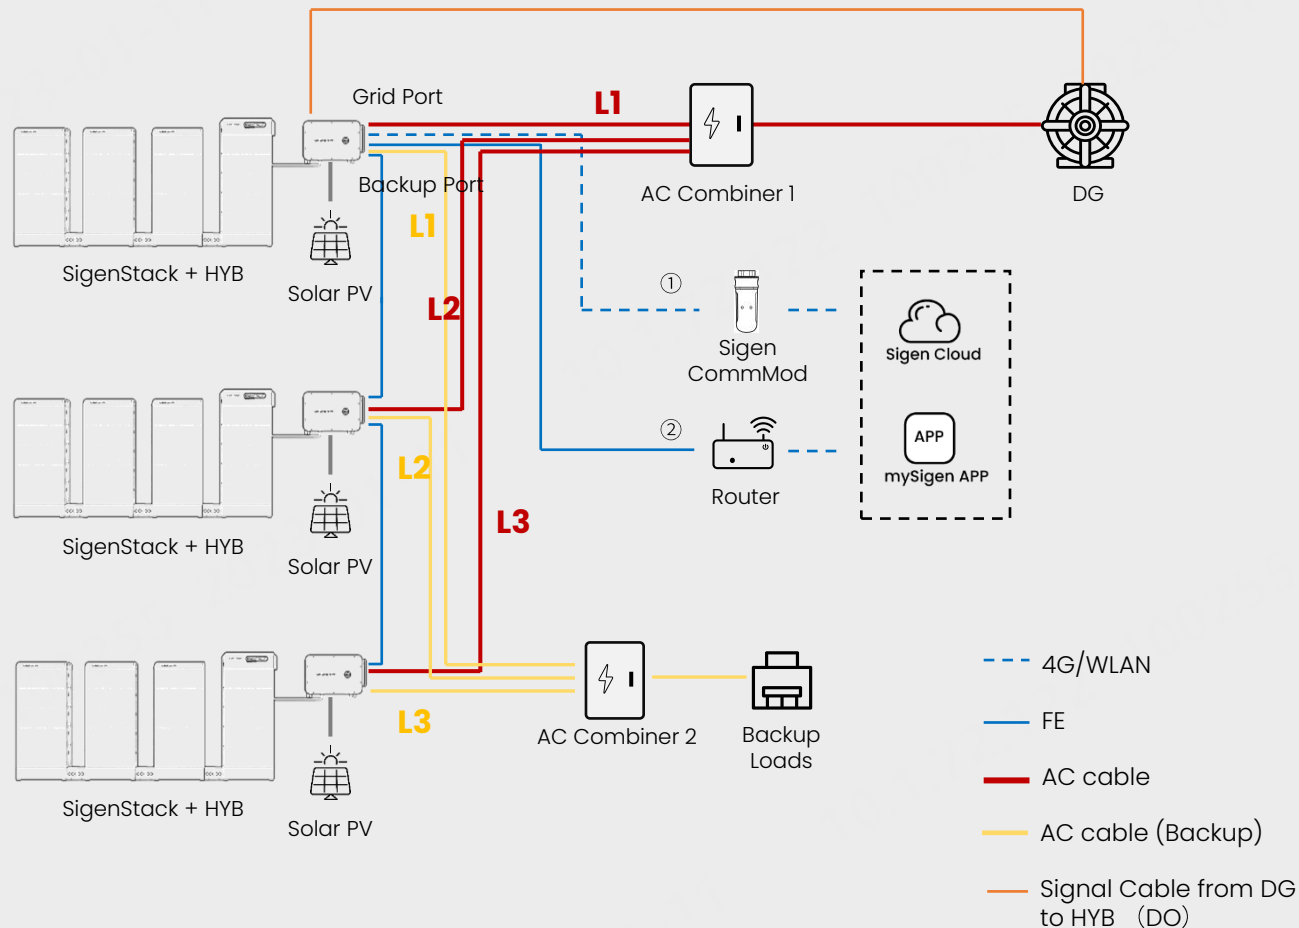 Grid Port
L1
AC Combiner 1
DG
Backup Port
L1
SigenStack + HYB
Solar PV
L2
①
Sigen
CommMod
Sigen Cloud
②
Router
APP
mySigen APP
L2
SigenStack + HYB
Solar PV
L3
L3
AC Combiner 2
Backup
Loads
SigenStack + HYB
Solar PV
4G/WLAN
FE
AC cable
AC cable (Backup)
Signal Cable from DG
to HYB （DO）